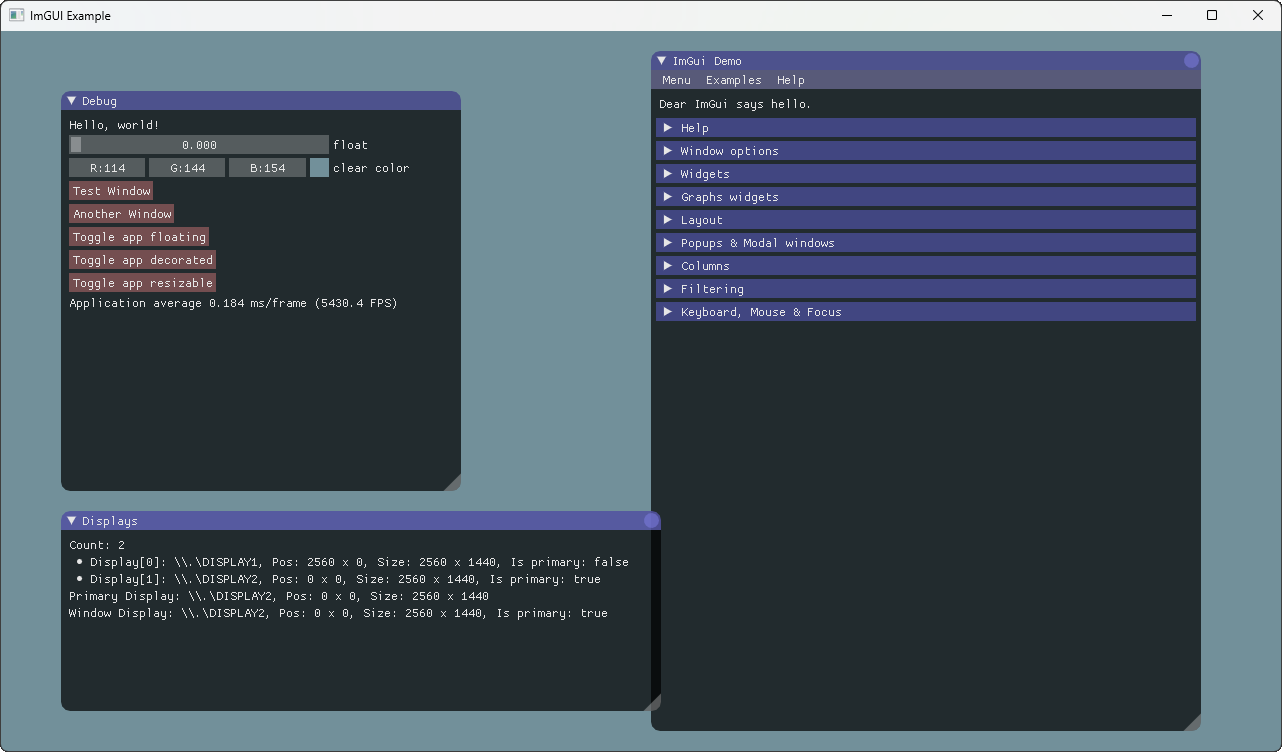 ImGUI Example
Debug
Hello, world!
0.000 float
R:114 G:144 B:154 clear color
Test Window
Another Window
Toggle app floating
Toggle app decorated
Toggle app resizable
Application average 0.184 ms/frame (5430.4 FPS)
Displays
Count: 2
Display[0]: \\.\DISPLAY1, Pos: 2560 x 0, Size: 2560 x 1440, Is primary: false
Display[1]: \\.\DISPLAY2, Pos: 0 x 0, Size: 2560 x 1440, Is primary: true
Primary Display: \\.\DISPLAY2, Pos: 0 x 0, Size: 2560 x 1440
Window Display: \\.\DISPLAY2, Pos: 0 x 0, Size: 2560 x 1440, Is primary: true
ImGui Demo
Menu Examples Help
Dear ImGui says hello.
Help
Window options
Widgets
Graphs widgets
Layout
Popups & Modal windows
Columns
Filtering
Keyboard, Mouse & Focus